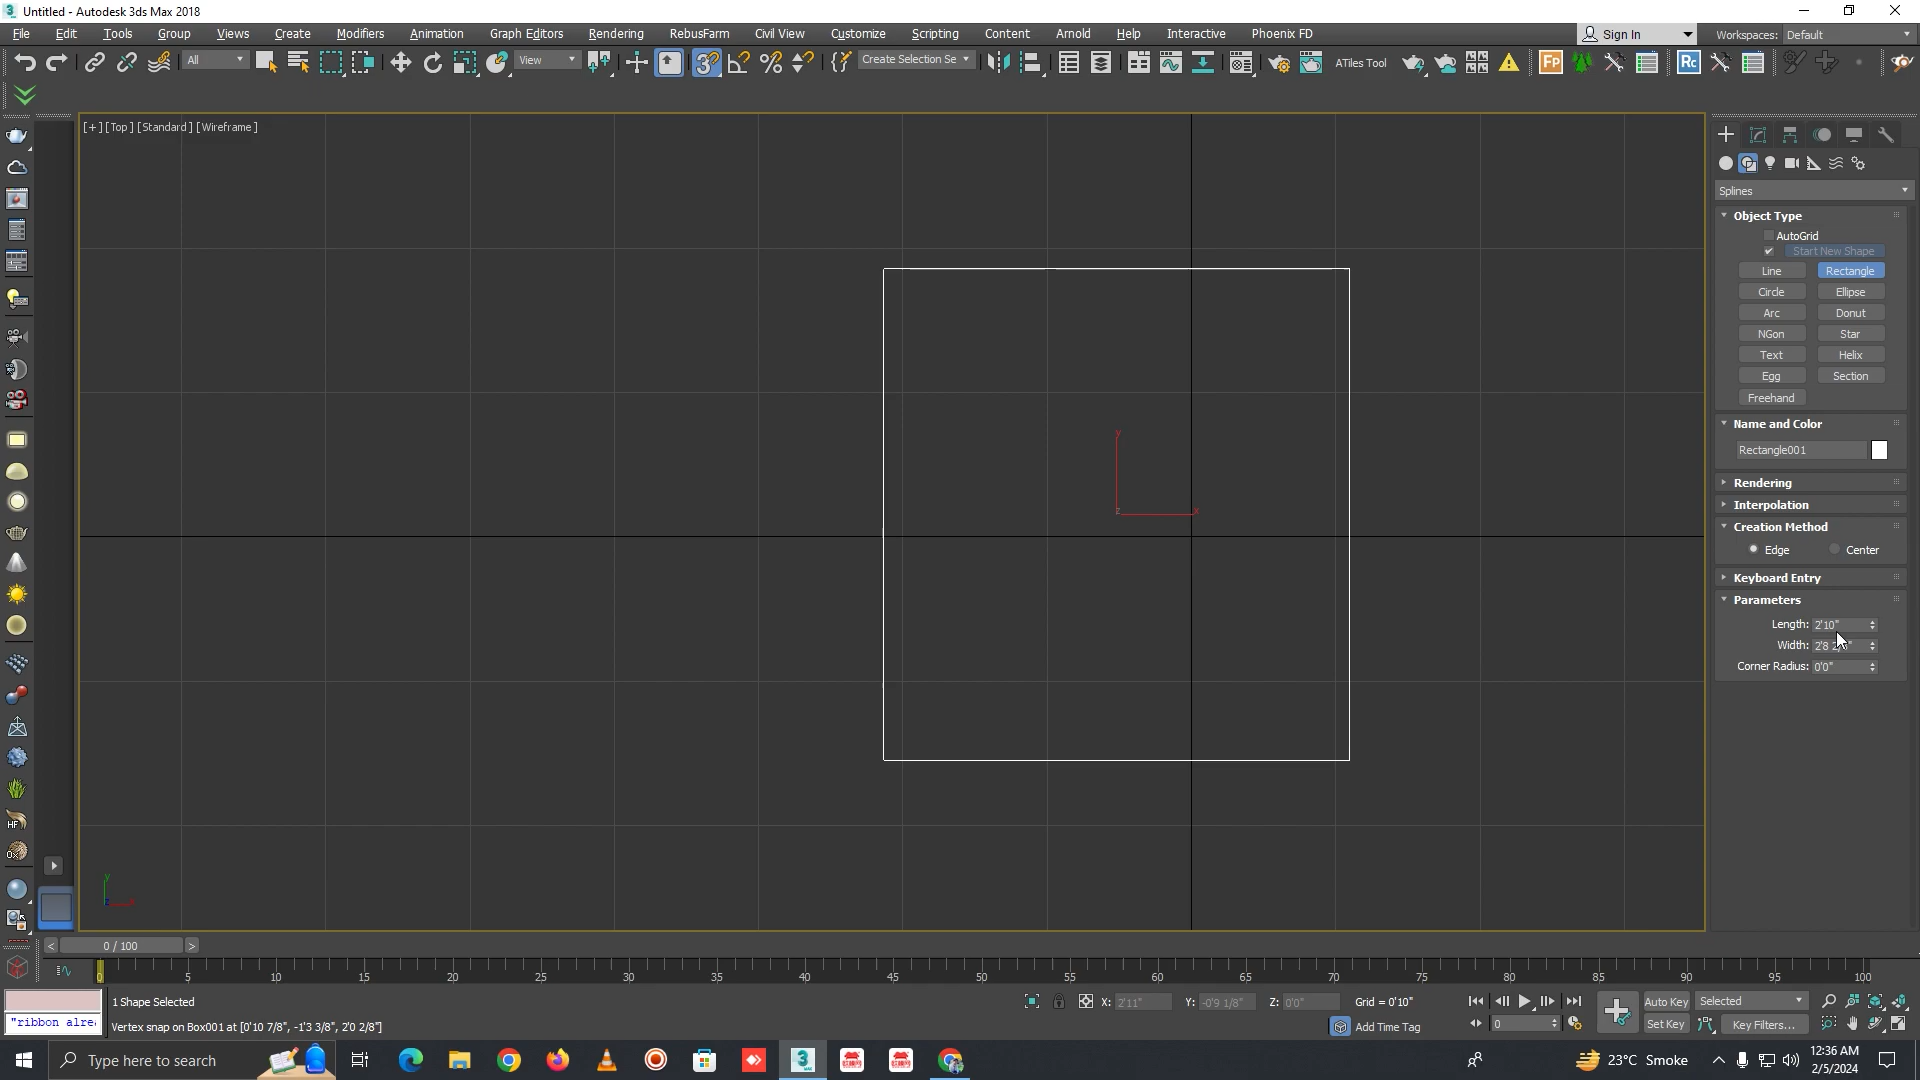 Untitled - Autodesk 3ds Max 2018
File Edit Tools Group Views Create Modifiers Animation Graph Editors Rendering RebusFarm Civil View Customize Scripting Content Arnold Help Interactive Phoenix FD
Sign In
Workspaces: Default
All
View
Create Selection Se
ATiles Tool
Fp
Rc
[+] [Top] [Standard] [Wireframe]
Splines
Object Type
AutoGrid
Start New Shape
Line Rectangle
Circle Ellipse
Arc Donut
NGon Star
Text Helix
Egg Section
Freehand
Name and Color
Rectangle001
Rendering
Interpolation
Creation Method
Edge Center
Keyboard Entry
Parameters
Length: 2'10"
Width: 2'8
Corner Radius: 0'0"
y
z x
y
HF
0X
< 0 / 100 >
0 5 10 15 20 25 30 35 40 45 50 55 60 65 70 75 80 85 90 95 100
1 Shape Selected
X: 2'11" Y: -0'9 1/8" Z: 0'0" Grid = 0'10"
Auto Key Selected
"ribbon alrea
Vertex snap on Box001 at [0'10 7/8", -1'3 3/8", 2'0 2/8"]
Add Time Tag
0
Set Key Key Filters...
Type here to search
23°C Smoke
12:36 AM
2/5/2024